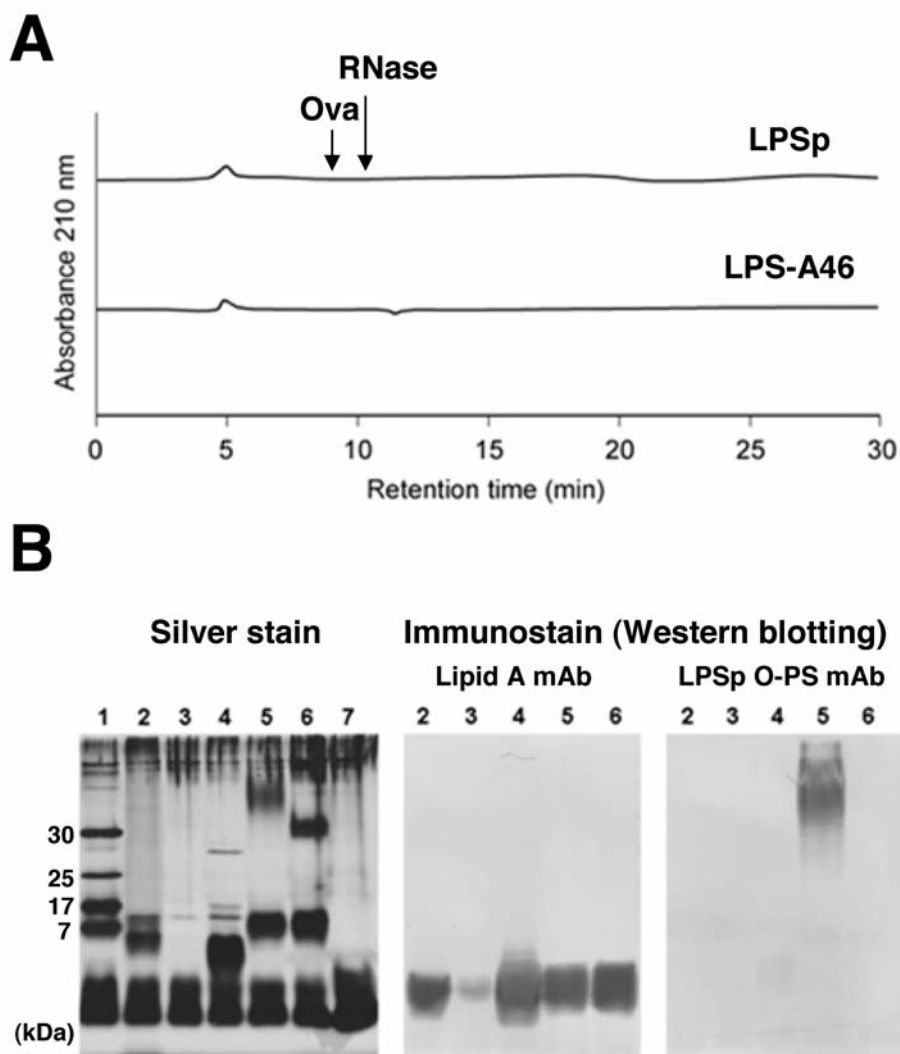 A
RNase
Ova
LPSp
LPS-A46
Absorbance 210 nm
0 5 10 15 20 25 30
Retention time (min)
B
Silver stain
Immunostain (Western blotting)
Lipid A mAb
LPSp O-PS mAb
1 2 3 4 5 6 7
2 3 4 5 6
2 3 4 5 6
30
25
17
7
(kDa)